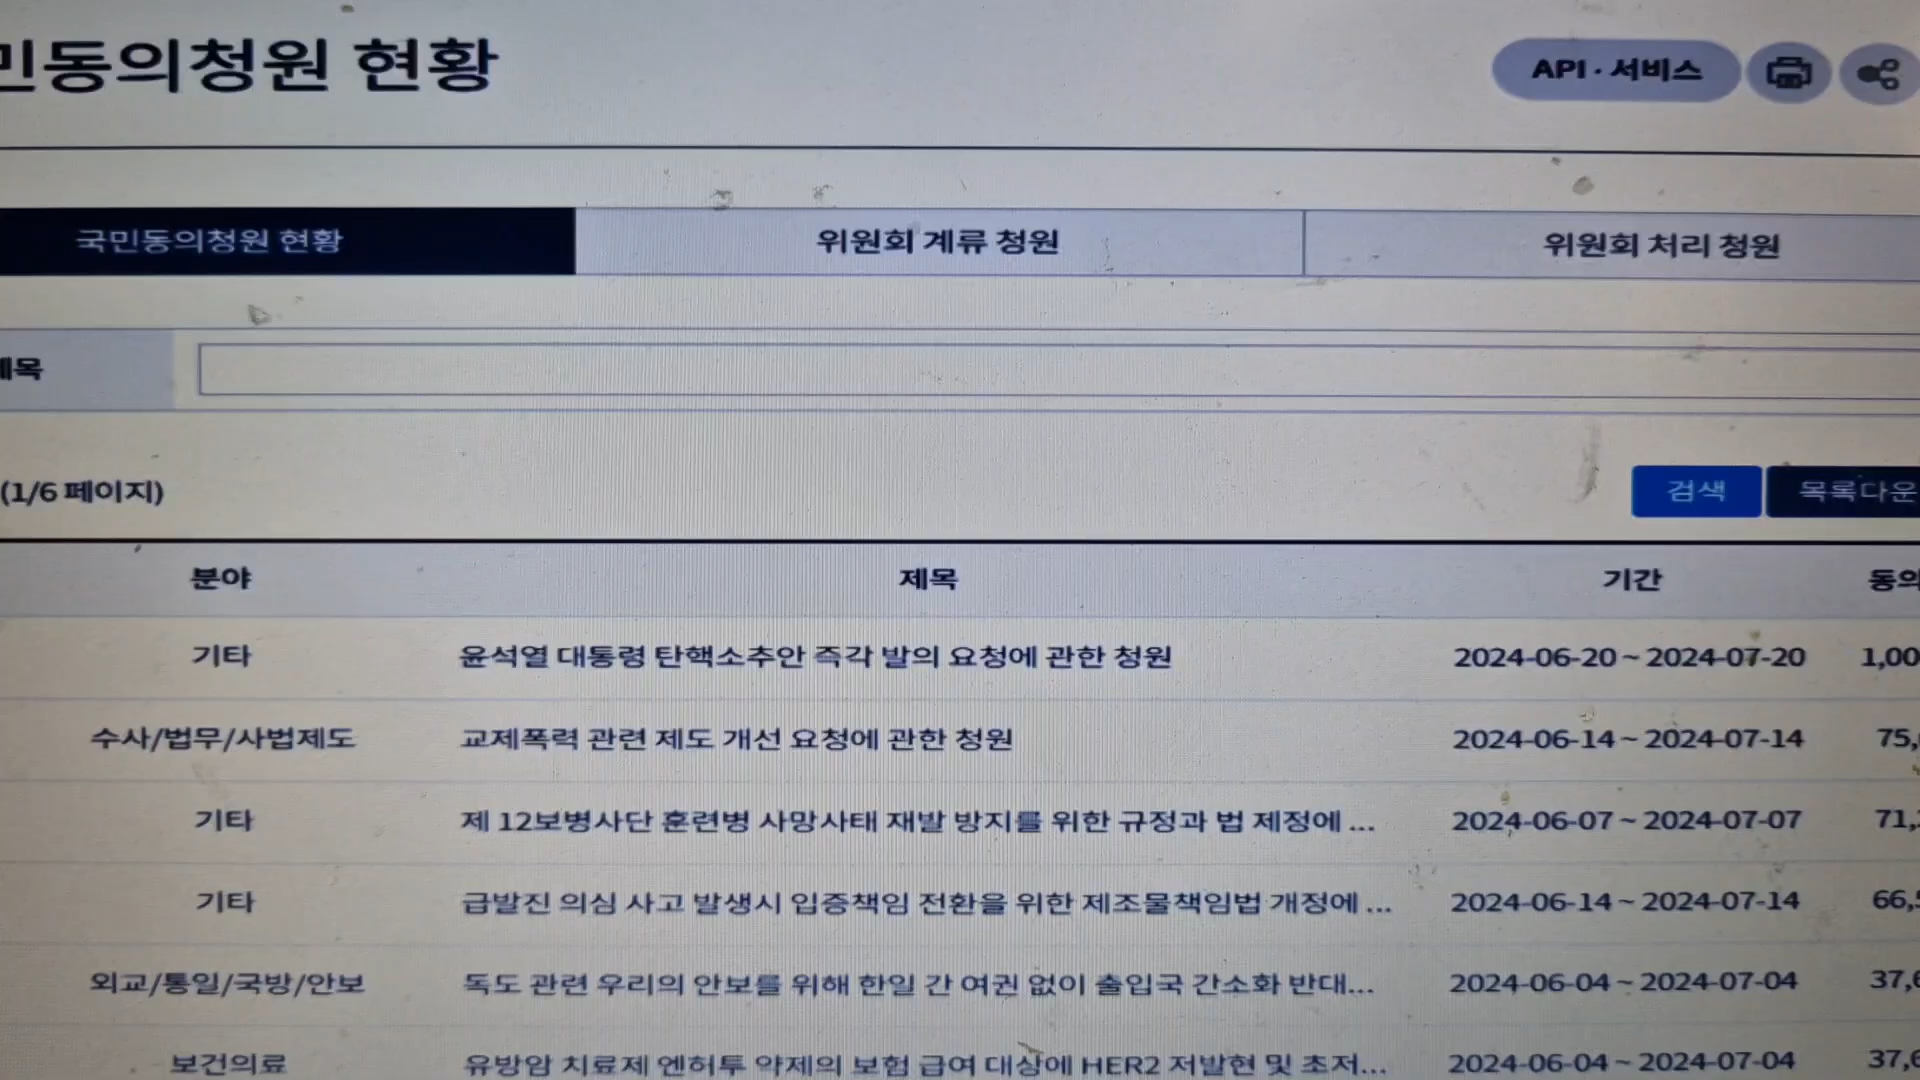 민동의청원 현황
API · 서비스
국민동의청원 현황
위원회 계류 청원
위원회 처리 청원
제목
(1/6 페이지)
검색
목록다운
분야 제목 기간 동의
기타 윤석열 대통령 탄핵소추안 즉각 발의 요청에 관한 청원 2024-06-20 ~ 2024-07-20 1,00
수사/법무/사법제도 교제폭력 관련 제도 개선 요청에 관한 청원 2024-06-14 ~ 2024-07-14 75,
기타 제 12보병사단 훈련병 사망사태 재발 방지를 위한 규정과 법 제정에 ... 2024-06-07 ~ 2024-07-07 71,
기타 급발진 의심 사고 발생시 입증책임 전환을 위한 제조물책임법 개정에 ... 2024-06-14 ~ 2024-07-14 66,5
외교/통일/국방/안보 독도 관련 우리의 안보를 위해 한일 간 여권 없이 출입국 간소화 반대... 2024-06-04 ~ 2024-07-04 37,6
보건의료 유방암 치료제 엔허투 약제의 보험 급여 대상에 HER2 저발현 및 초저... 2024-06-04 ~ 2024-07-04 37,6